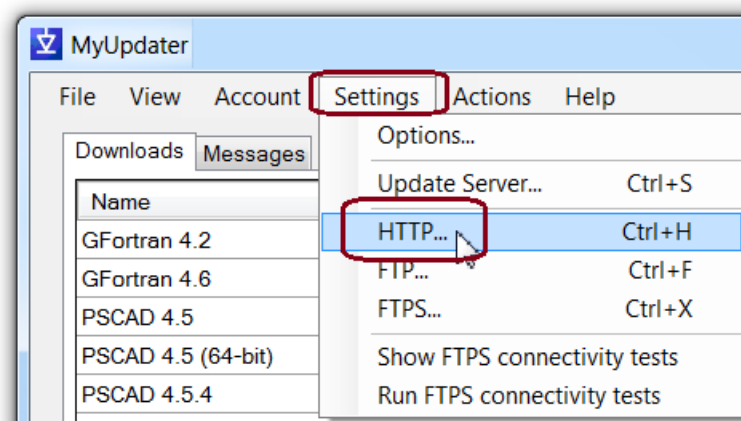 MyUpdater
File View Account Settings Actions Help
Downloads Messages
Name
GFortran 4.2
GFortran 4.6
PSCAD 4.5
PSCAD 4.5 (64-bit)
PSCAD 4.5.4
Options...
Update Server... Ctrl+S
HTTP... Ctrl+H
FTP... Ctrl+F
FTPS... Ctrl+X
Show FTPS connectivity tests
Run FTPS connectivity tests